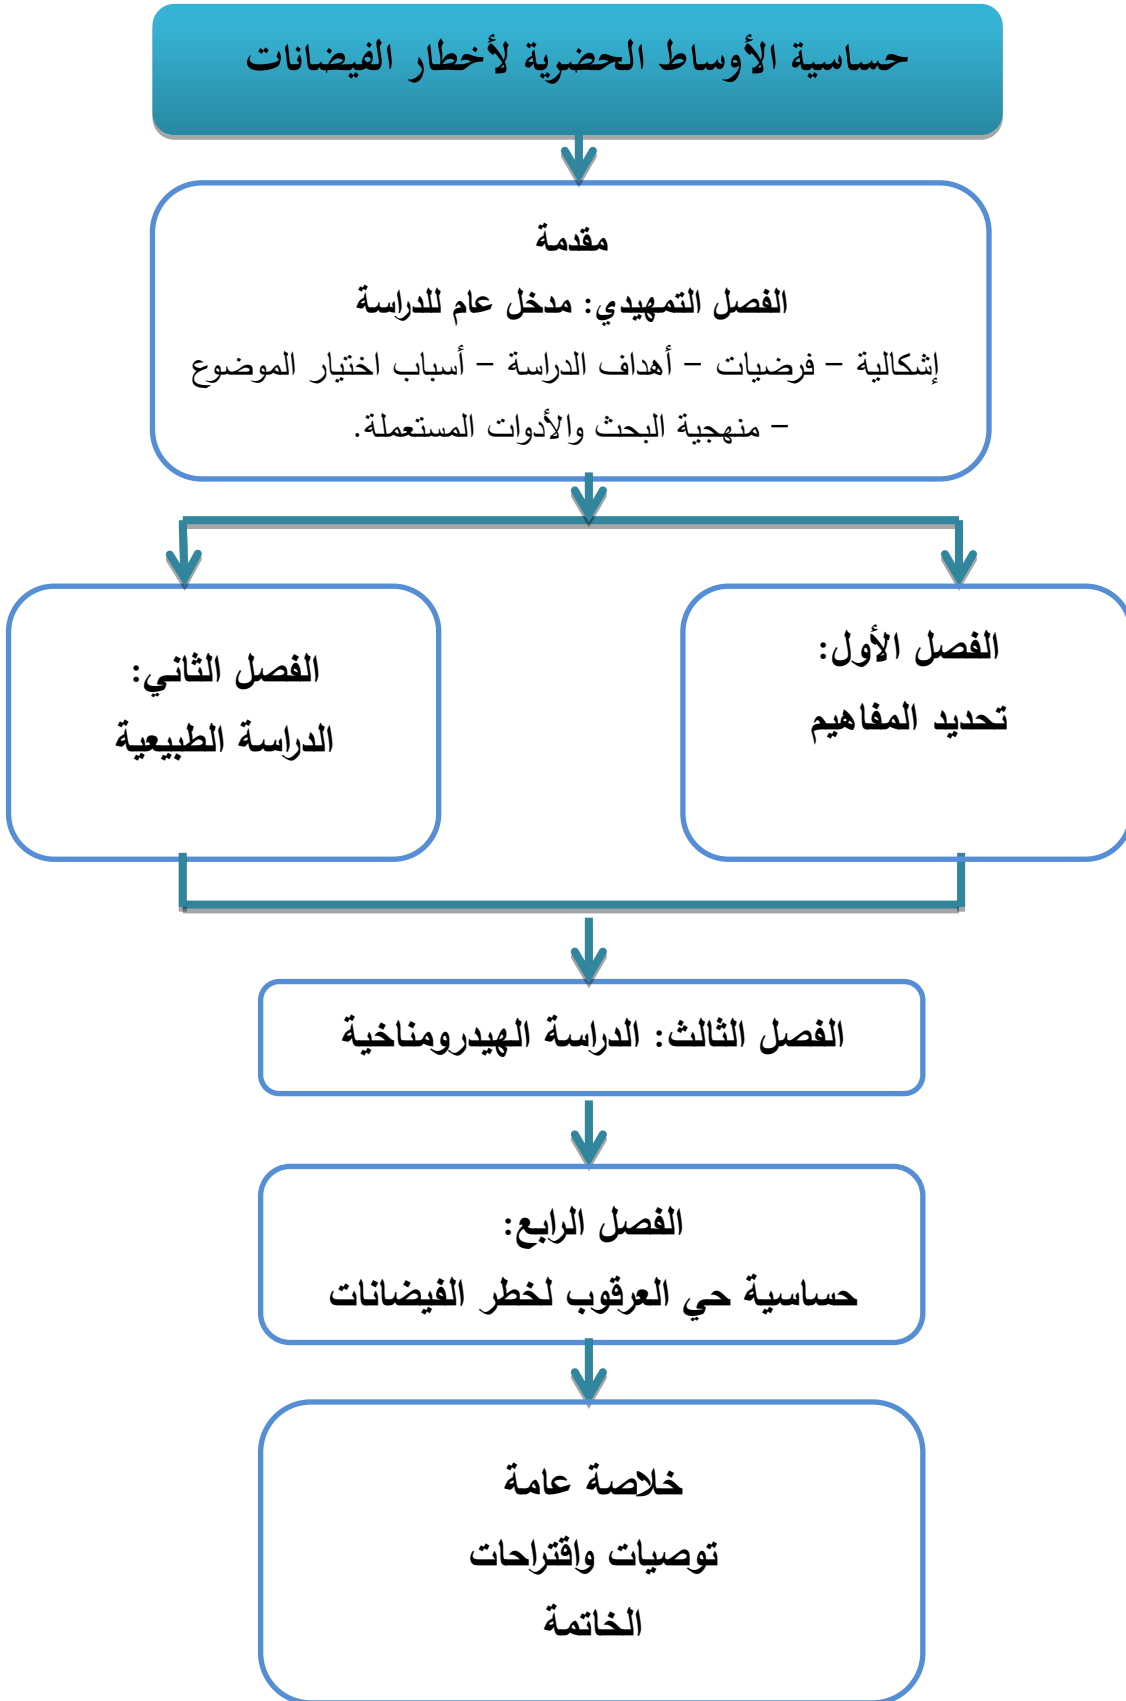 حساسية الأوساط الحضرية لأخطار الفيضانات
مقدمة
الفصل التمهيدي: مدخل عام للدراسة
إشكالية – فرضيات – أهداف الدراسة – أسباب اختيار الموضوع
– منهجية البحث والأدوات المستعملة.
الفصل الأول:
تحديد المفاهيم
الفصل الثاني:
الدراسة الطبيعية
الفصل الثالث: الدراسة الهيدرومناخية
الفصل الرابع:
حساسية حي العرقوب لخطر الفيضانات
خلاصة عامة
توصيات واقتراحات
الخاتمة